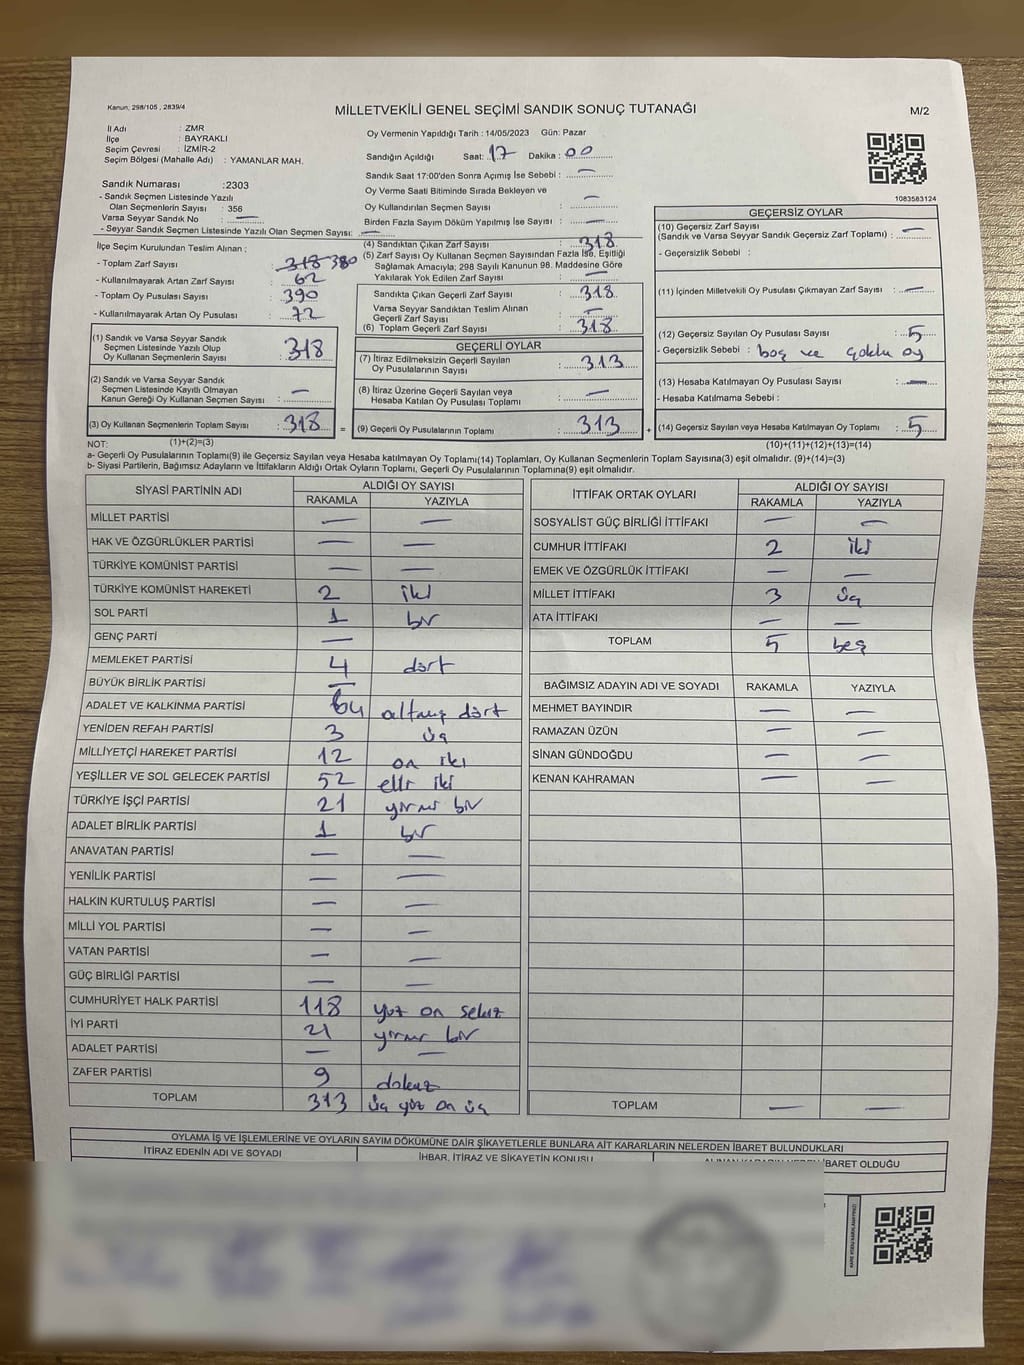 Kanun; 298/105 , 2839/4
MİLLETVEKİLİ GENEL SEÇİMİ SANDIK SONUÇ TUTANAĞI
M/2
İl Adı : ZMR
İlçe : BAYRAKLI
Seçim Çevresi : İZMİR-2
Seçim Bölgesi (Mahalle Adı) : YAMANLAR MAH.
Sandık Numarası :2303
- Sandık Seçmen Listesinde Yazılı
Olan Seçmenlerin Sayısı : 356
Varsa Seyyar Sandık No : —
- Seyyar Sandık Seçmen Listesinde Yazılı Olan Seçmen Sayısı: —
Oy Vermenin Yapıldığı Tarih : 14/05/2023 Gün: Pazar
Sandığın Açıldığı Saat: 17 Dakika : 00
Sandık Saat 17:00'den Sonra Açımış İse Sebebi : —
Oy Verme Saati Bitiminde Sırada Bekleyen ve
Oy Kullandırılan Seçmen Sayısı : —
Birden Fazla Sayım Döküm Yapılmış İse Sayısı : —
1083583124
İlçe Seçim Kurulundan Teslim Alınan :
- Toplam Zarf Sayısı : 318 380
- Kullanılmayarak Artan Zarf Sayısı : 62
- Toplam Oy Pusulası Sayısı : 390
- Kullanılmayarak Artan Oy Pusulası : 72
(1) Sandık ve Varsa Seyyar Sandık
Seçmen Listesinde Yazılı Olup
Oy Kullanan Seçmenlerin Sayısı : 318
(2) Sandık ve Varsa Seyyar Sandık
Seçmen Listesinde Kayıtlı Olmayan
Kanun Gereği Oy Kullanan Seçmen Sayısı : —
(3) Oy Kullanan Seçmenlerin Toplam Sayısı : 318
(4) Sandıktan Çıkan Zarf Sayısı : 318
(5) Zarf Sayısı Oy Kullanan Seçmen Sayısından Fazla İse, Eşitliği
Sağlamak Amacıyla; 298 Sayılı Kanunun 98. Maddesine Göre
Yakılarak Yok Edilen Zarf Sayısı : —
Sandıkta Çıkan Geçerli Zarf Sayısı : 318
Varsa Seyyar Sandıktan Teslim Alınan
Geçerli Zarf Sayısı : —
(6) Toplam Geçerli Zarf Sayısı : 318
GEÇERLİ OYLAR
(7) İtiraz Edilmeksizin Geçerli Sayılan
Oy Pusulalarının Sayısı : 313
(8) İtiraz Üzerine Geçerli Sayılan veya
Hesaba Katılan Oy Pusulası Toplamı : —
= (9) Geçerli Oy Pusulalarının Toplamı : 313
GEÇERSİZ OYLAR
(10) Geçersiz Zarf Sayısı
(Sandık ve Varsa Seyyar Sandık Geçersiz Zarf Toplamı) : —
- Geçersizlik Sebebi :
(11) İçinden Milletvekili Oy Pusulası Çıkmayan Zarf Sayısı : —
(12) Geçersiz Sayılan Oy Pusulası Sayısı : 5
- Geçersizlik Sebebi : boş ve çoklu oy
(13) Hesaba Katılmayan Oy Pusulası Sayısı : —
- Hesaba Katılmama Sebebi :
+ (14) Geçersiz Sayılan veya Hesaba Katılmayan Oy Toplamı : 5
NOT: (1)+(2)=(3)
(10)+(11)+(12)+(13)=(14)
a- Geçerli Oy Pusulalarının Toplamı(9) ile Geçersiz Sayılan veya Hesaba Katılmayan Oy Toplamı(14) Toplamları, Oy Kullanan Seçmenlerin Toplam Sayısına(3) eşit olmalıdır. (9)+(14)=(3)
b- Siyasi Partilerin, Bağımsız Adayların ve İttifakların Aldığı Ortak Oyların Toplamı, Geçerli Oy Pusulalarının Toplamına(9) eşit olmalıdır.
SİYASİ PARTİNİN ADI ALDIĞI OY SAYISI
RAKAMLA YAZIYLA
MİLLET PARTİSİ — —
HAK VE ÖZGÜRLÜKLER PARTİSİ — —
TÜRKİYE KOMÜNİST PARTİSİ — —
TÜRKİYE KOMÜNİST HAREKETİ 2 iki
SOL PARTİ 1 bir
GENÇ PARTİ —
MEMLEKET PARTİSİ 4 dört
BÜYÜK BİRLİK PARTİSİ —
ADALET VE KALKINMA PARTİSİ 64 altmış dört
YENİDEN REFAH PARTİSİ 3 üç
MİLLİYETÇİ HAREKET PARTİSİ 12 on iki
YEŞİLLER VE SOL GELECEK PARTİSİ 52 elli iki
TÜRKİYE İŞÇİ PARTİSİ 21 yirmi bir
ADALET BİRLİK PARTİSİ 1 bir
ANAVATAN PARTİSİ — —
YENİLİK PARTİSİ — —
HALKIN KURTULUŞ PARTİSİ — —
MİLLİ YOL PARTİSİ — —
VATAN PARTİSİ — —
GÜÇ BİRLİĞİ PARTİSİ — —
CUMHURİYET HALK PARTİSİ 118 yüz on sekiz
İYİ PARTİ 21 yirmi bir
ADALET PARTİSİ — —
ZAFER PARTİSİ 9 dokuz
TOPLAM 313 üç yüz on üç
İTTİFAK ORTAK OYLARI ALDIĞI OY SAYISI
RAKAMLA YAZIYLA
SOSYALİST GÜÇ BİRLİĞİ İTTİFAKI — —
CUMHUR İTTİFAKI 2 iki
EMEK VE ÖZGÜRLÜK İTTİFAKI — —
MİLLET İTTİFAKI 3 üç
ATA İTTİFAKI — —
TOPLAM 5 beş
BAĞIMSIZ ADAYIN ADI VE SOYADI RAKAMLA YAZIYLA
MEHMET BAYINDIR — —
RAMAZAN ÜZÜN — —
SİNAN GÜNDOĞDU — —
KENAN KAHRAMAN — —
TOPLAM — —
OYLAMA İŞ VE İŞLEMLERİNE VE OYLARIN SAYIM DÖKÜMÜNE DAİR ŞİKAYETLERLE BUNLARA AİT KARARLARIN NELERDEN İBARET BULUNDUKLARI
İTİRAZ EDENİN ADI VE SOYADI İHBAR, İTİRAZ VE ŞİKAYETİN KONUSU ALINAN KARARIN NEDEN İBARET OLDUĞU